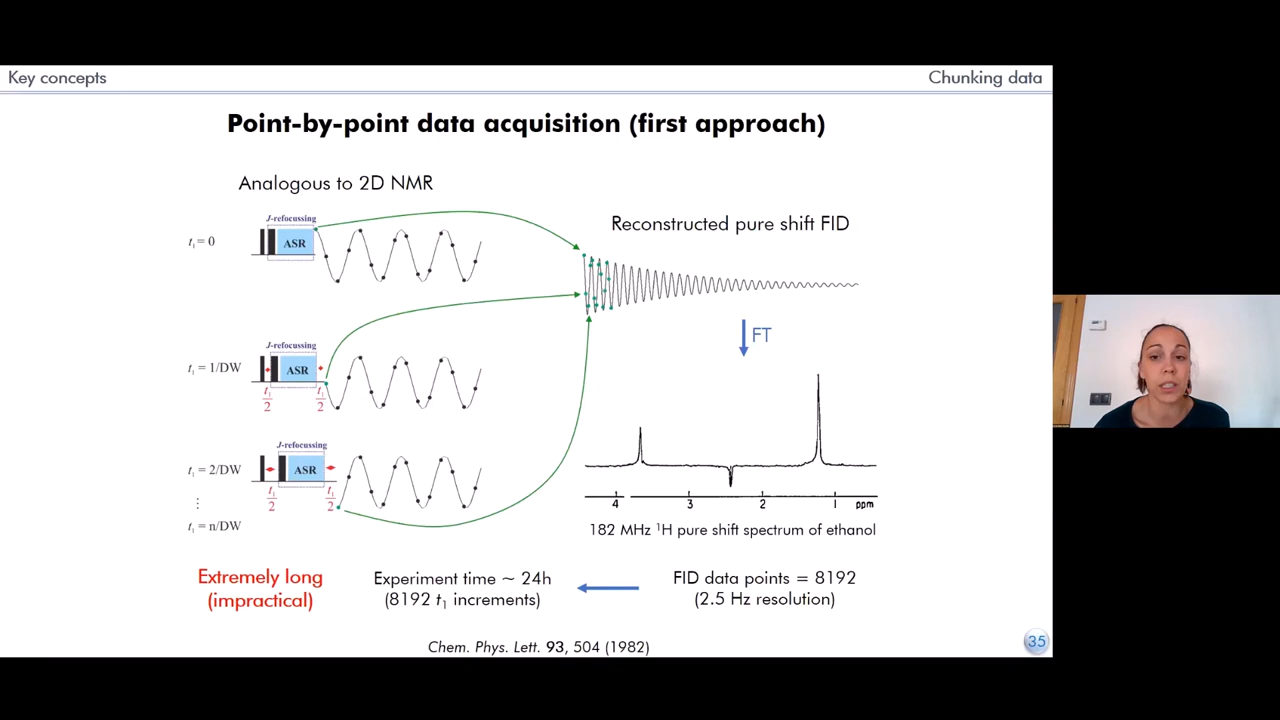 Key concepts
Chunking data
Point-by-point data acquisition (first approach)
Analogous to 2D NMR
J-refocussing
t₁ = 0
ASR
J-refocussing
t₁ = 1/DW
ASR
t₁/2
t₁/2
J-refocussing
t₁ = 2/DW
ASR
t₁/2
t₁/2
⋮
t₁ = n/DW
Reconstructed pure shift FID
FT
4 3 2 1 ppm
182 MHz ¹H pure shift spectrum of ethanol
Extremely long
(impractical)
Experiment time ~ 24h
(8192 t₁ increments)
FID data points = 8192
(2.5 Hz resolution)
Chem. Phys. Lett. 93, 504 (1982)
35